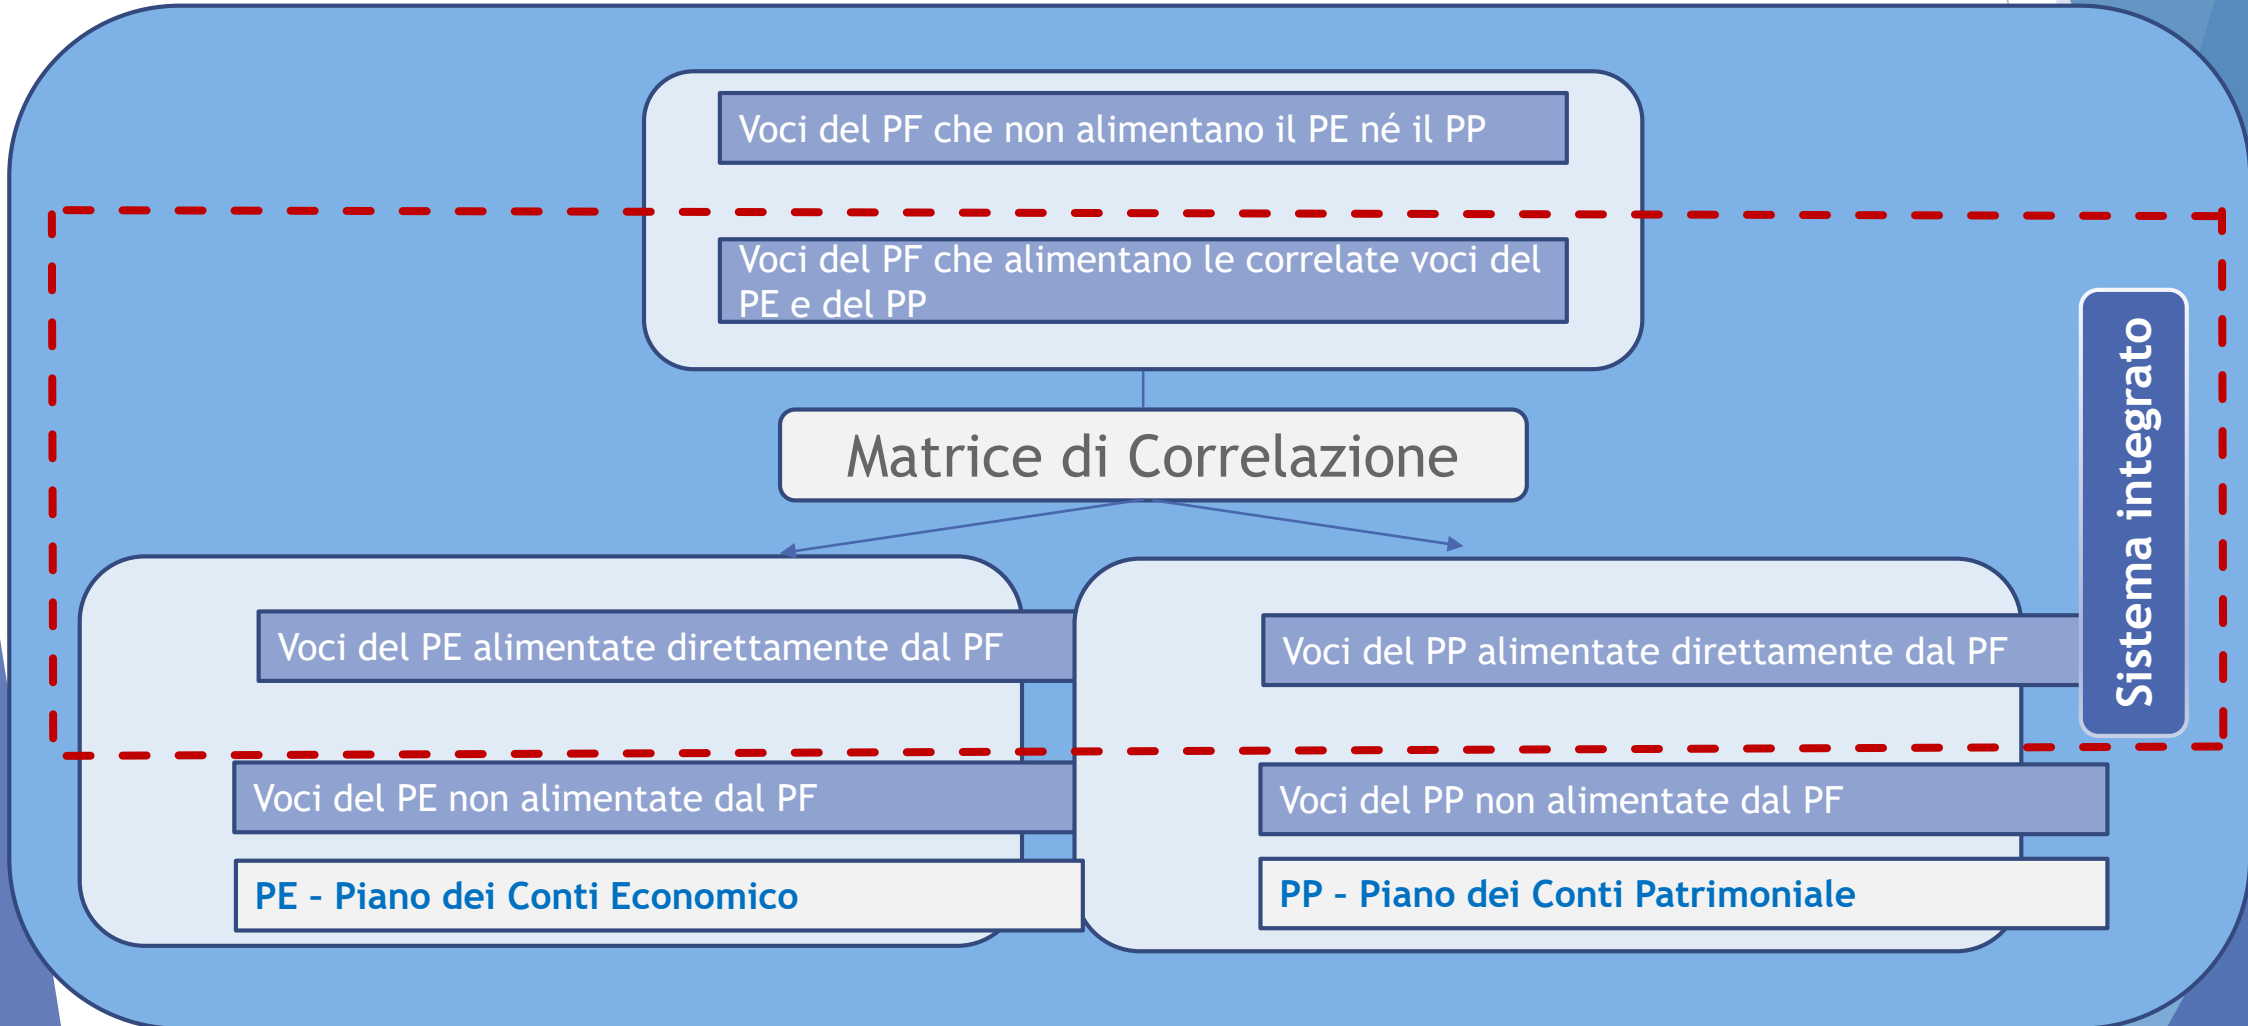 Voci del PF che non alimentano il PE né il PP
Voci del PF che alimentano le correlate voci del
PE e del PP
Matrice di Correlazione
Sistema integrato
Voci del PE alimentate direttamente dal PF
Voci del PP alimentate direttamente dal PF
Voci del PE non alimentate dal PF
Voci del PP non alimentate dal PF
PE – Piano dei Conti Economico
PP – Piano dei Conti Patrimoniale